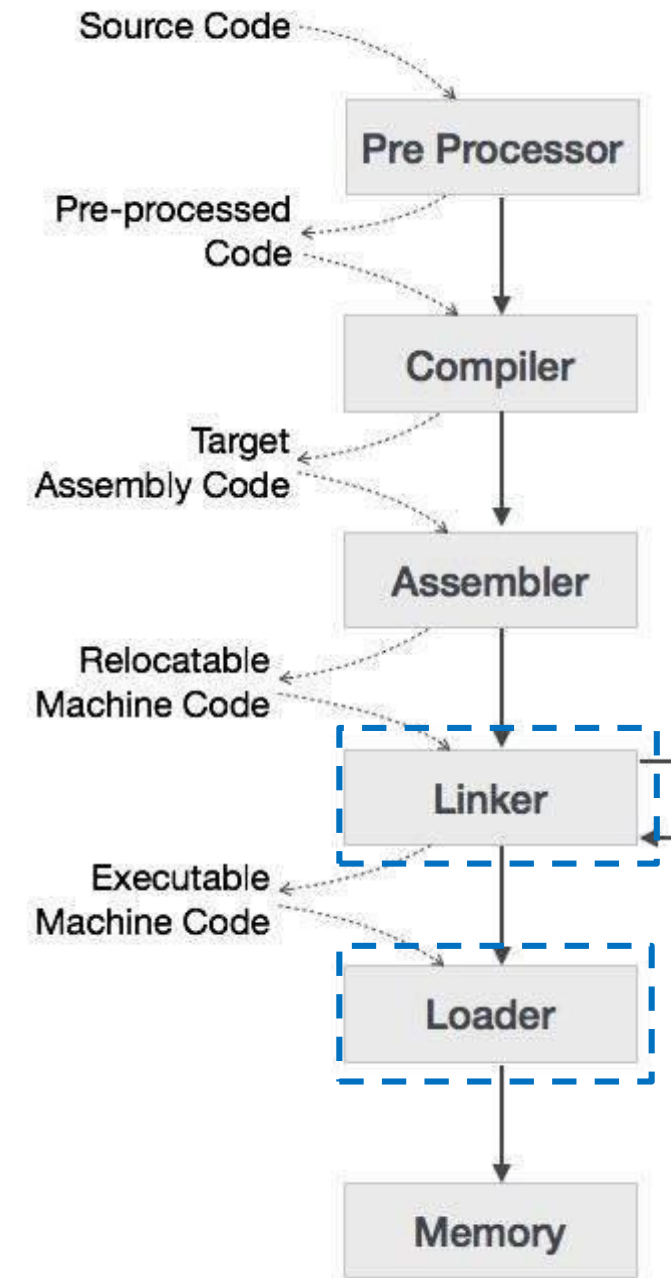 Source Code
Pre Processor
Pre-processed
Code
Compiler
Target
Assembly Code
Assembler
Relocatable
Machine Code
Linker
Executable
Machine Code
Loader
Memory